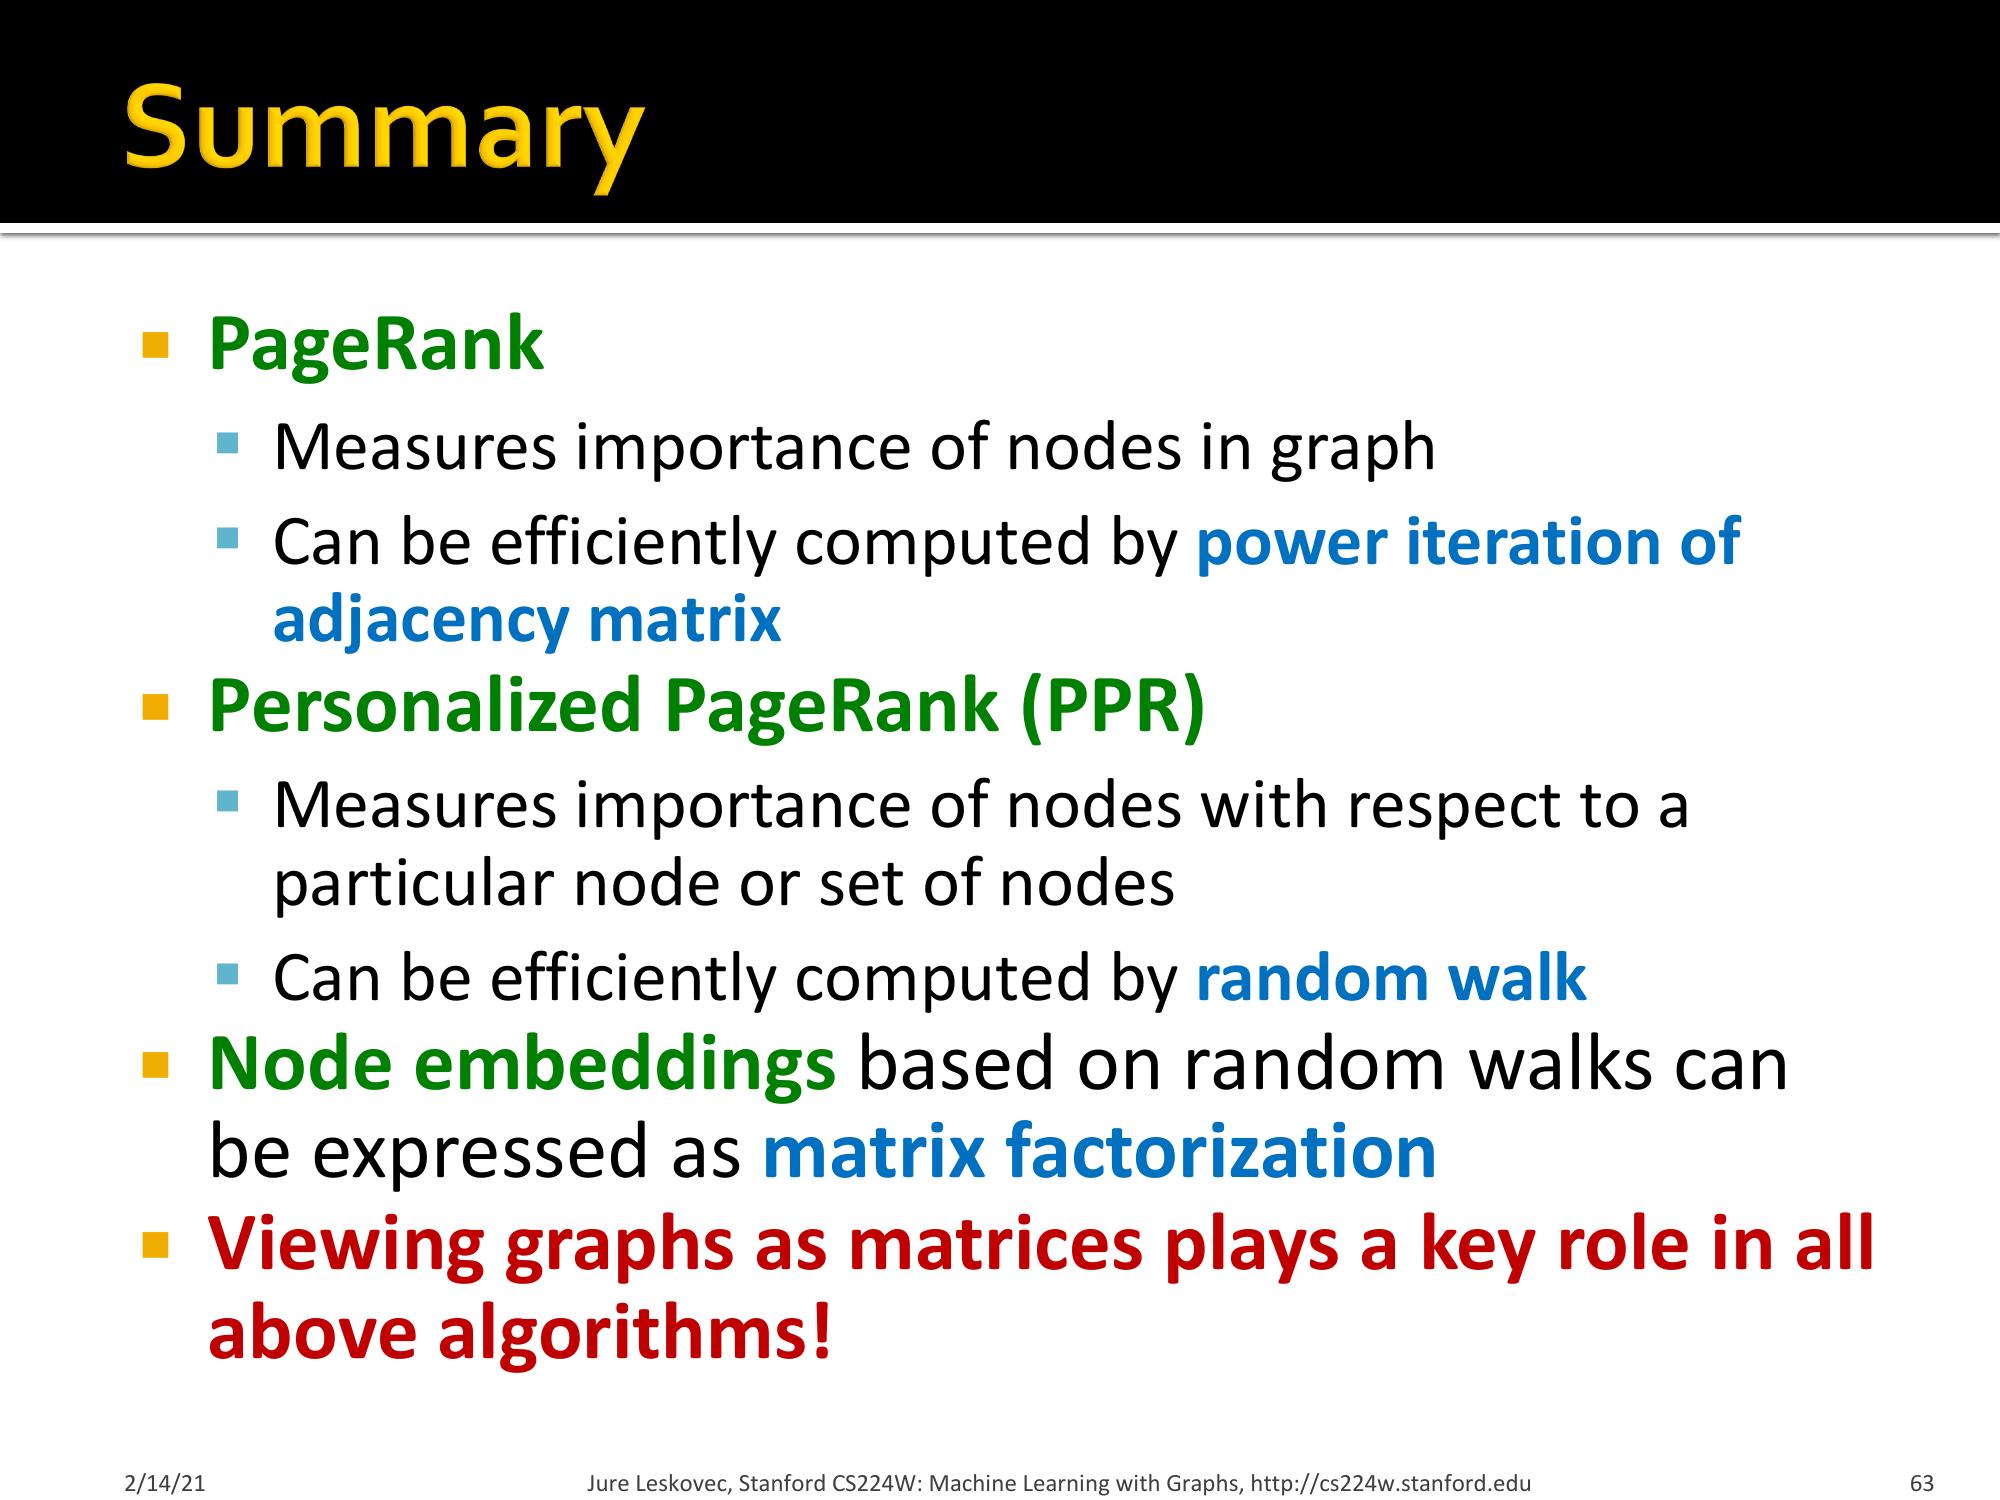 Summary
PageRank
Measures importance of nodes in graph
Can be efficiently computed by power iteration of
adjacency matrix
Personalized PageRank (PPR)
Measures importance of nodes with respect to a
particular node or set of nodes
Can be efficiently computed by random walk
Node embeddings based on random walks can
be expressed as matrix factorization
Viewing graphs as matrices plays a key role in all
above algorithms!
2/14/21 Jure Leskovec, Stanford CS224W: Machine Learning with Graphs, http://cs224w.stanford.edu 63